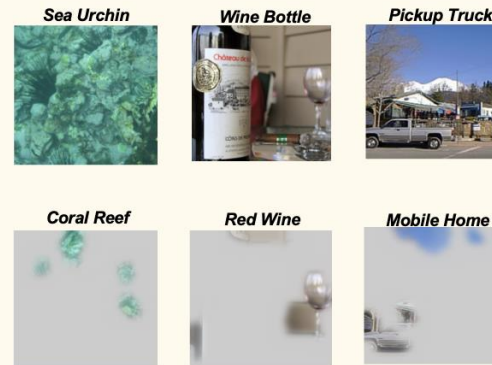 Sea Urchin
Wine Bottle
Pickup Truck
Coral Reef
Red Wine
Mobile Home